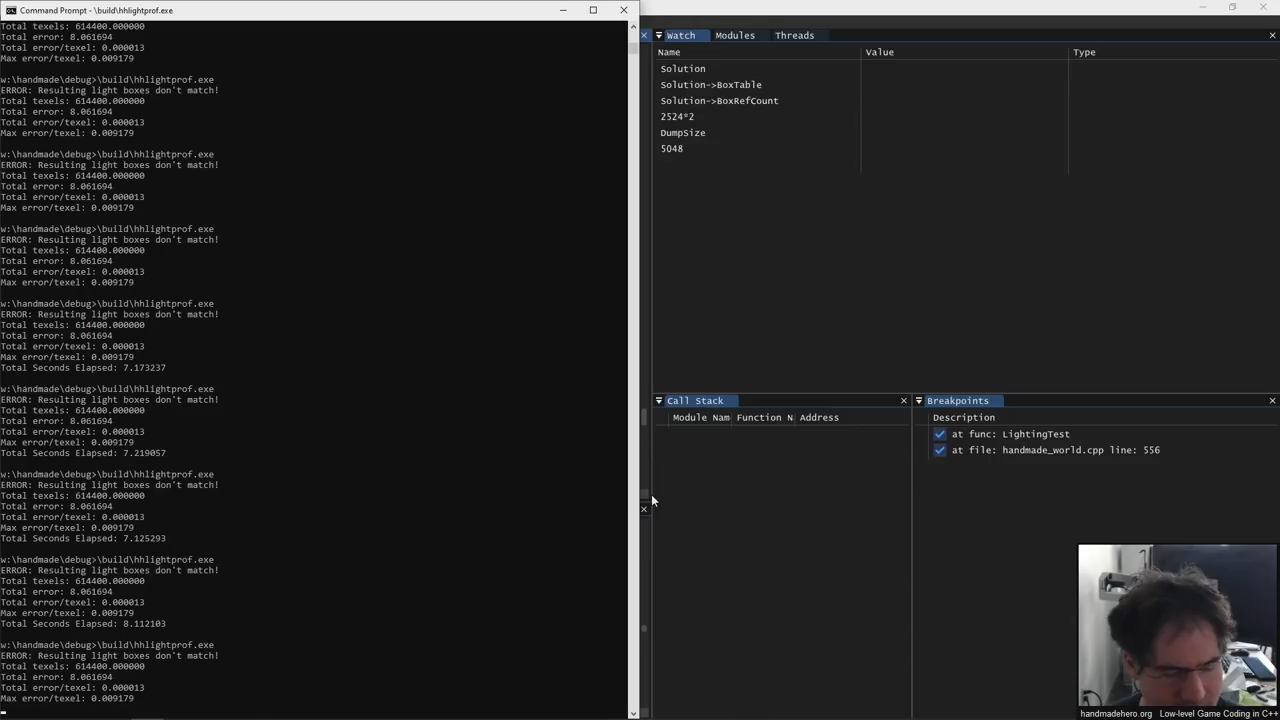 Command Prompt - \build\hhlightprof.exe
Total texels: 614400.000000
Total error: 8.061694
Total error/texel: 0.000013
Max error/texel: 0.009179
w:\handmade\debug>\build\hhlightprof.exe
ERROR: Resulting light boxes don't match!
Total texels: 614400.000000
Total error: 8.061694
Total error/texel: 0.000013
Max error/texel: 0.009179
w:\handmade\debug>\build\hhlightprof.exe
ERROR: Resulting light boxes don't match!
Total texels: 614400.000000
Total error: 8.061694
Total error/texel: 0.000013
Max error/texel: 0.009179
w:\handmade\debug>\build\hhlightprof.exe
ERROR: Resulting light boxes don't match!
Total texels: 614400.000000
Total error: 8.061694
Total error/texel: 0.000013
Max error/texel: 0.009179
w:\handmade\debug>\build\hhlightprof.exe
ERROR: Resulting light boxes don't match!
Total texels: 614400.000000
Total error: 8.061694
Total error/texel: 0.000013
Max error/texel: 0.009179
Total Seconds Elapsed: 7.173237
w:\handmade\debug>\build\hhlightprof.exe
ERROR: Resulting light boxes don't match!
Total texels: 614400.000000
Total error: 8.061694
Total error/texel: 0.000013
Max error/texel: 0.009179
Total Seconds Elapsed: 7.219057
w:\handmade\debug>\build\hhlightprof.exe
ERROR: Resulting light boxes don't match!
Total texels: 614400.000000
Total error: 8.061694
Total error/texel: 0.000013
Max error/texel: 0.009179
Total Seconds Elapsed: 7.125293
w:\handmade\debug>\build\hhlightprof.exe
ERROR: Resulting light boxes don't match!
Total texels: 614400.000000
Total error: 8.061694
Total error/texel: 0.000013
Max error/texel: 0.009179
Total Seconds Elapsed: 8.112103
w:\handmade\debug>\build\hhlightprof.exe
ERROR: Resulting light boxes don't match!
Total texels: 614400.000000
Total error: 8.061694
Total error/texel: 0.000013
Max error/texel: 0.009179
Watch Modules Threads
Name Value Type
Solution
Solution->BoxTable
Solution->BoxRefCount
2524*2
DumpSize
5048
Call Stack
Module Nam Function N Address
Breakpoints
Description
at func: LightingTest
at file: handmade_world.cpp line: 556
handmadehero.org Low-level Game Coding in C++